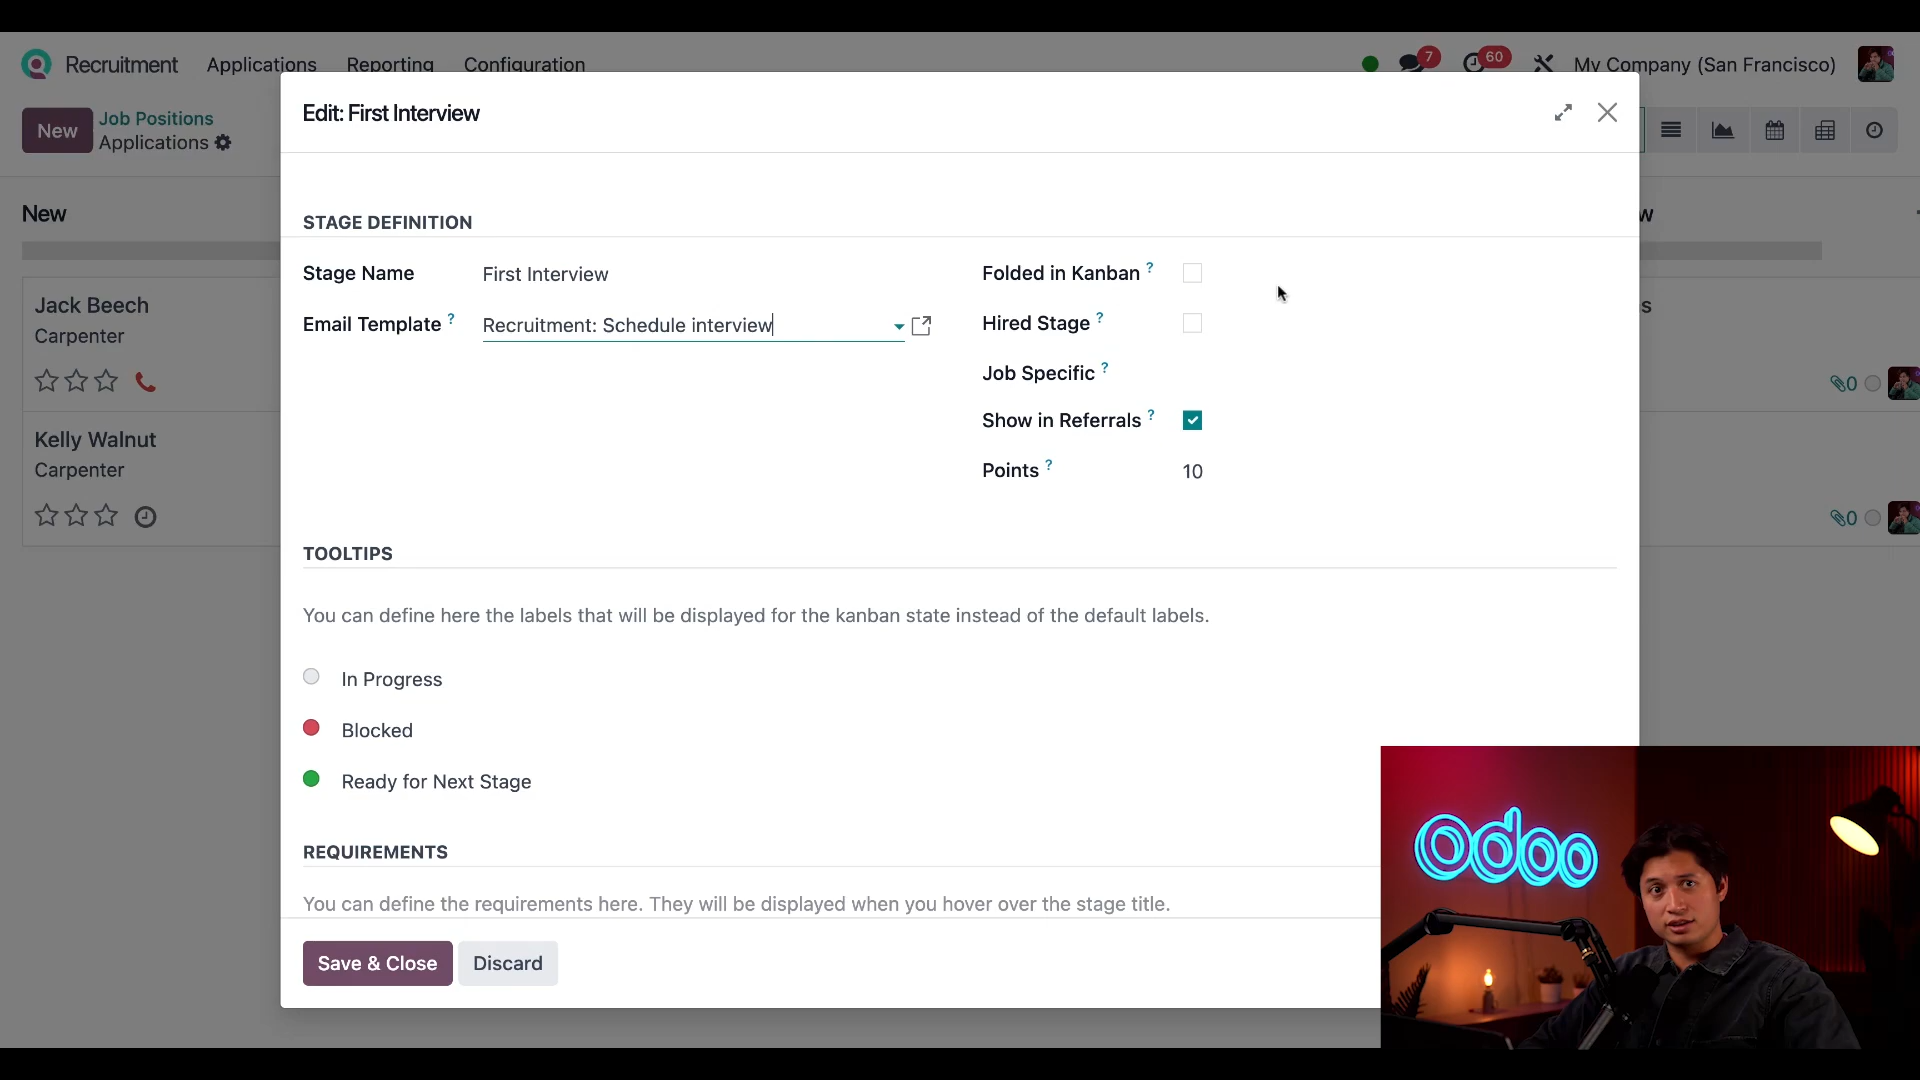 Recruitment Applications Reporting Configuration 7 60 My Company (San Francisco)
New Job Positions
Applications
Edit: First Interview
New
w
STAGE DEFINITION
Stage Name First Interview Folded in Kanban ?
Email Template ? Recruitment: Schedule interview Hired Stage ?
Job Specific ?
Show in Referrals ?
Points ? 10
Jack Beech
Carpenter
s
0
Kelly Walnut
Carpenter
0
TOOLTIPS
You can define here the labels that will be displayed for the kanban state instead of the default labels.
In Progress
Blocked
Ready for Next Stage
REQUIREMENTS
You can define the requirements here. They will be displayed when you hover over the stage title.
Save & Close Discard
odoo